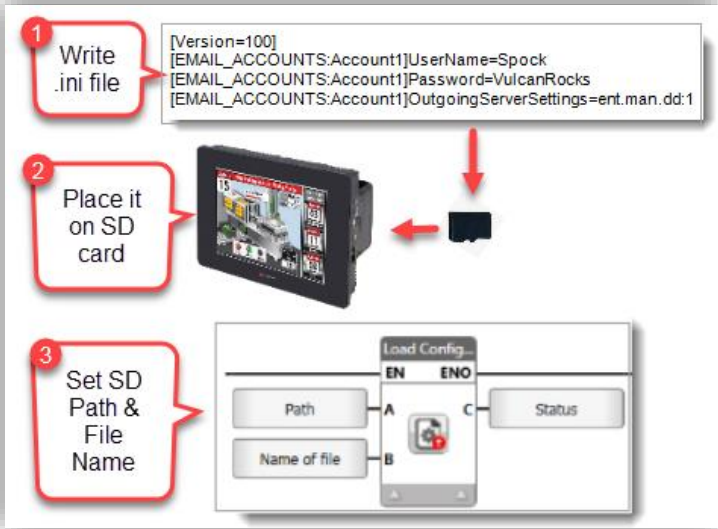 1
Write
.ini file
[Version=100]
[EMAIL_ACCOUNTS:Account1]UserName=Spock
[EMAIL_ACCOUNTS:Account1]Password=VulcanRocks
[EMAIL_ACCOUNTS:Account1]OutgoingServerSettings=ent.man.dd:1
2
Place it
on SD
card
15
3
Set SD
Path &
File
Name
Load Config...
EN ENO
Path A C Status
Name of file B